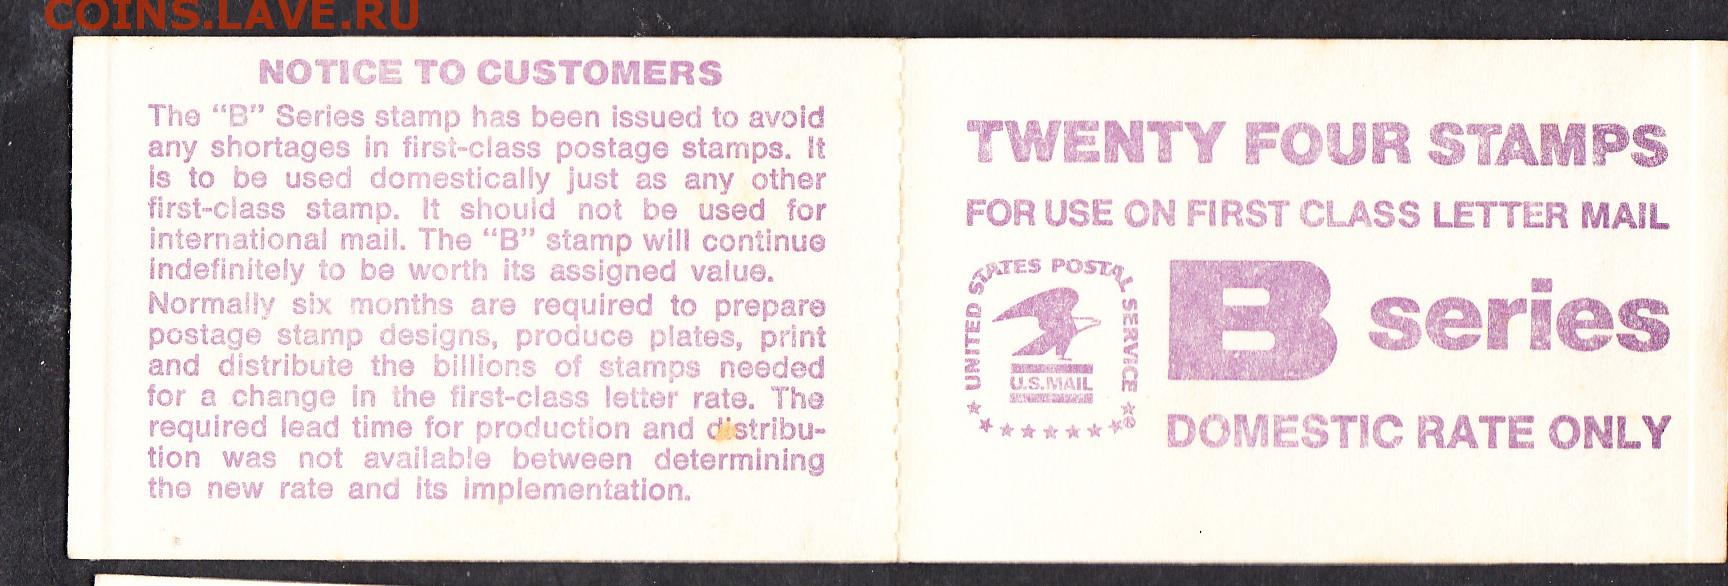 COINS.LAVE.RU
NOTICE TO CUSTOMERS
The "B" Series stamp has been issued to avoid
any shortages in first-class postage stamps. It
is to be used domestically just as any other
first-class stamp. It should not be used for
international mail. The "B" stamp will continue
indefinitely to be worth its assigned value.
Normally six months are required to prepare
postage stamp designs, produce plates, print
and distribute the billions of stamps needed
for a change in the first-class letter rate. The
required lead time for production and distribu-
tion was not available between determining
the new rate and its implementation.
TWENTY FOUR STAMPS
FOR USE ON FIRST CLASS LETTER MAIL
UNITED STATES POSTAL SERVICE
U.S.MAIL
B series
DOMESTIC RATE ONLY